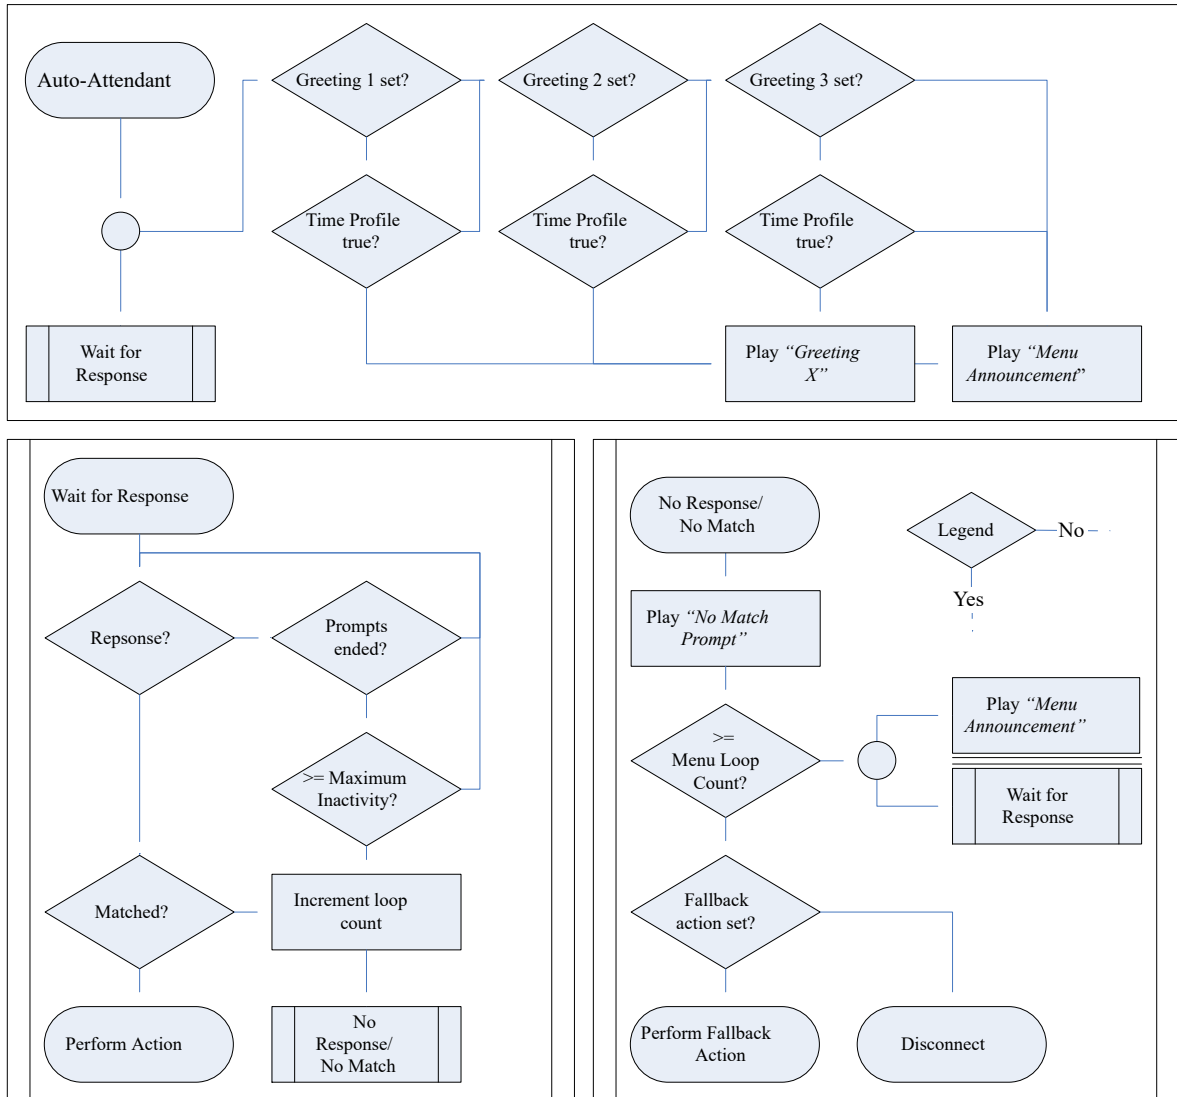 Auto-Attendant
Greeting 1 set?
Greeting 2 set?
Greeting 3 set?
Time Profile
true?
Time Profile
true?
Time Profile
true?
Wait for
Response
Play “Greeting
X”
Play “Menu
Announcement”
Wait for Response
Repsonse?
Prompts
ended?
>= Maximum
Inactivity?
Matched?
Increment loop
count
Perform Action
No
Response/
No Match
No Response/
No Match
Legend
No
Yes
Play “No Match
Prompt”
>=
Menu Loop
Count?
Play “Menu
Announcement”
Wait for
Response
Fallback
action set?
Perform Fallback
Action
Disconnect